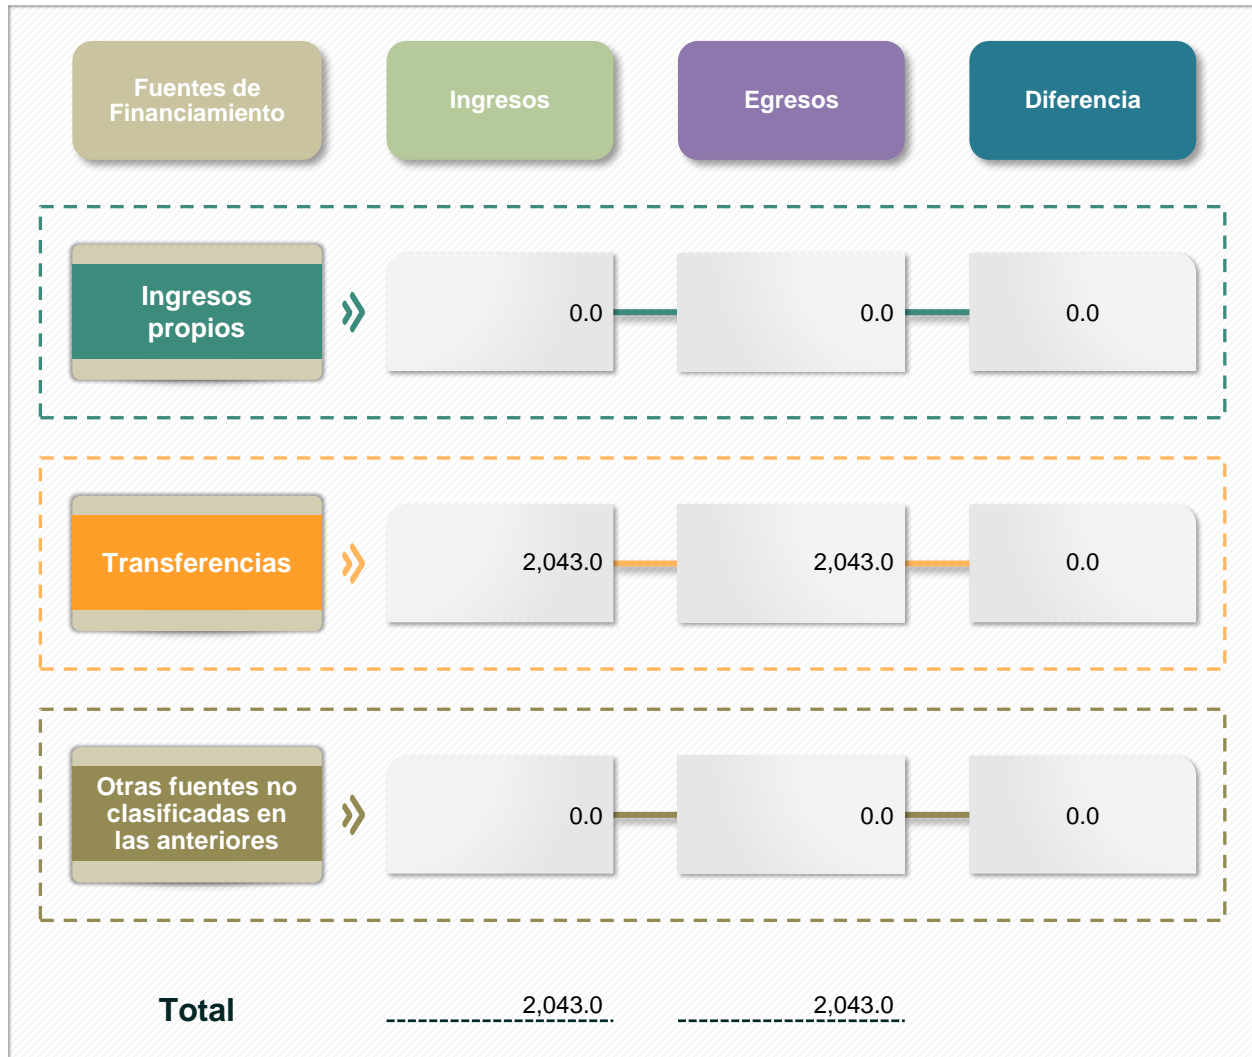 Fuentes de
Financiamiento
Ingresos
Egresos
Diferencia
Ingresos
propios
0.0
0.0
0.0
Transferencias
2,043.0
2,043.0
0.0
Otras fuentes no
clasificadas en
las anteriores
0.0
0.0
0.0
Total
2,043.0
2,043.0